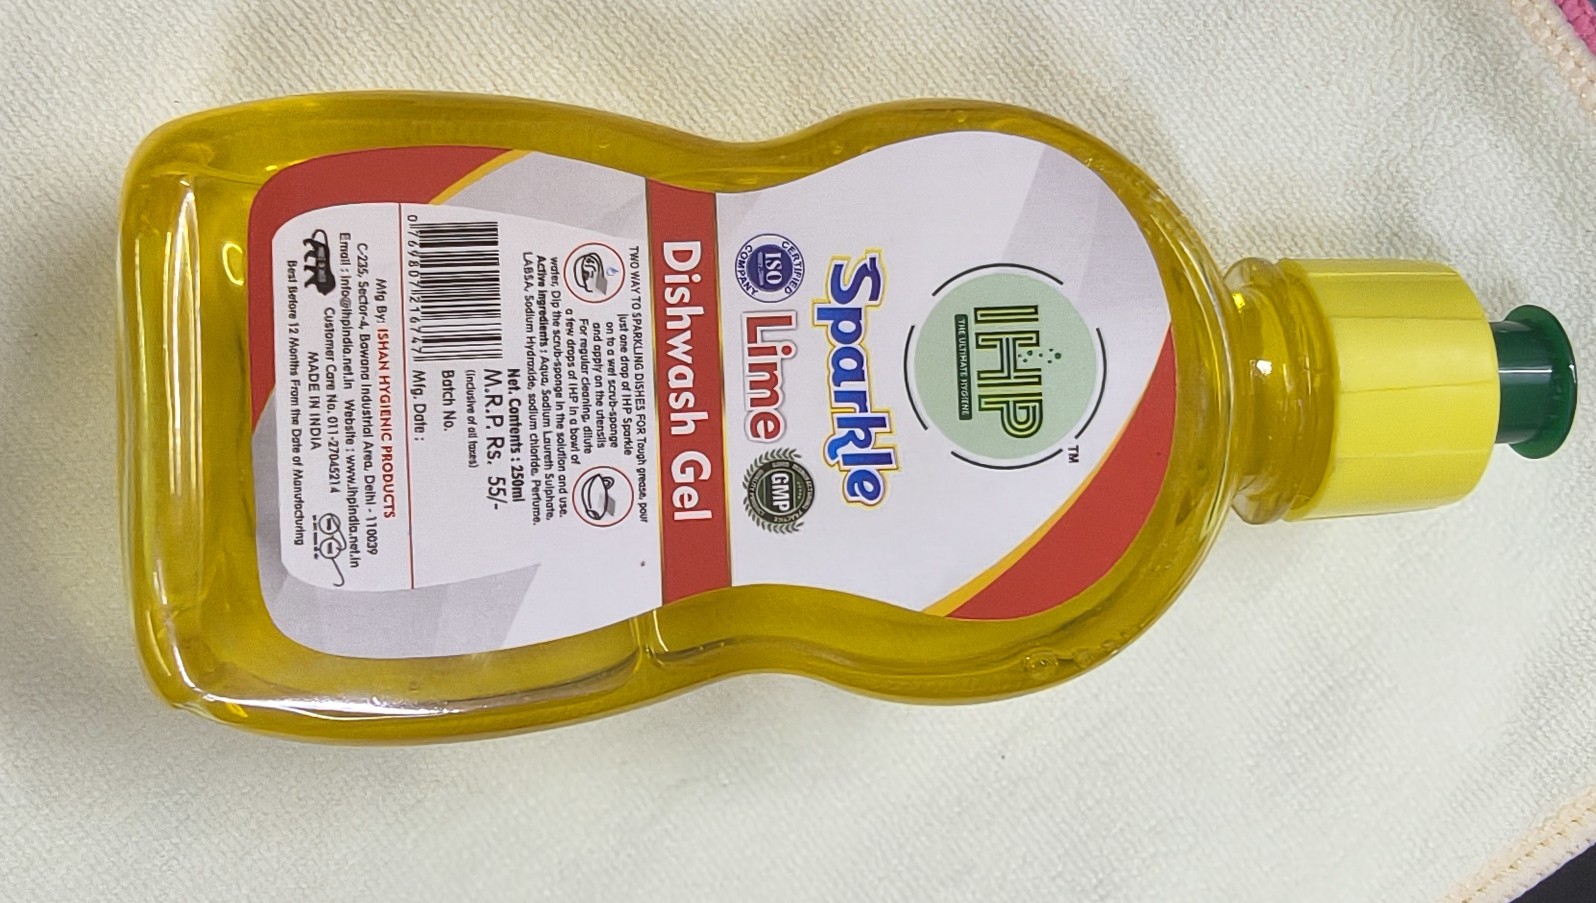 IHP
TM
THE ULTIMATE HYGIENE
Sparkle
CERTIFIED
ISO
COMPANY
Lime
GMP
Dishwash Gel
TWO WAY TO SPARKLING DISHES FOR Tough grease, pour
just one drop of IHP Sparkle
on to a wet scrub-sponge
and apply on the utensils
For regular cleaning, dilute
a few drops of IHP in a bowl of
water, Dip the scrub-sponge in the solution and use.
Active Ingredients : Aqua, Sodium Laureth Sulphate,
LABSA, Sodium Hydroxide, sodium chloride, Perfume.
Net. Contents : 250ml
M.R.P. RS. 55/-
(inclusive of all taxes)
Batch No.
Mfg. Date :
0 769807 216747
Mfg By: ISHAN HYGIENIC PRODUCTS
C-235, Sector-4, Bawana Industrial Area, Delhi - 110039
Email : info@ihpindia.net.in Website : www.ihpindia.net.in
Customer Care No. 011-27045214
MADE IN INDIA
Best Before 12 Months From the Date of Manufacturing